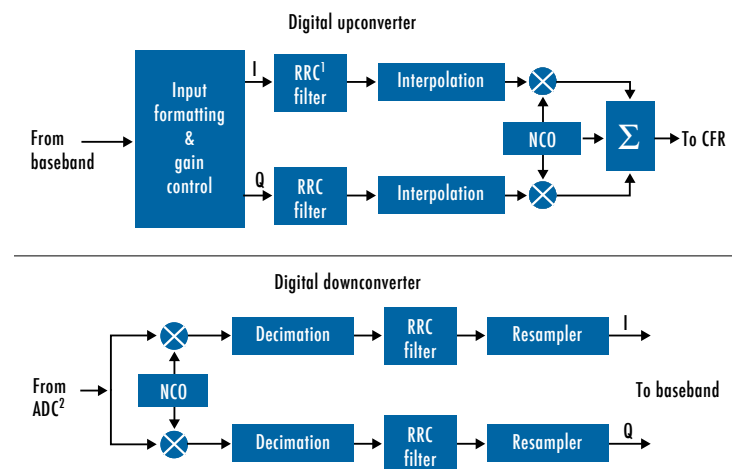 Digital upconverter
From
baseband
Input
formatting
&
gain
control
I
RRC¹
filter
Interpolation
NCO
Σ
To CFR
Q
RRC
filter
Interpolation
Digital downconverter
From
ADC²
NCO
Decimation
RRC
filter
Resampler
I
To baseband
Decimation
RRC
filter
Resampler
Q